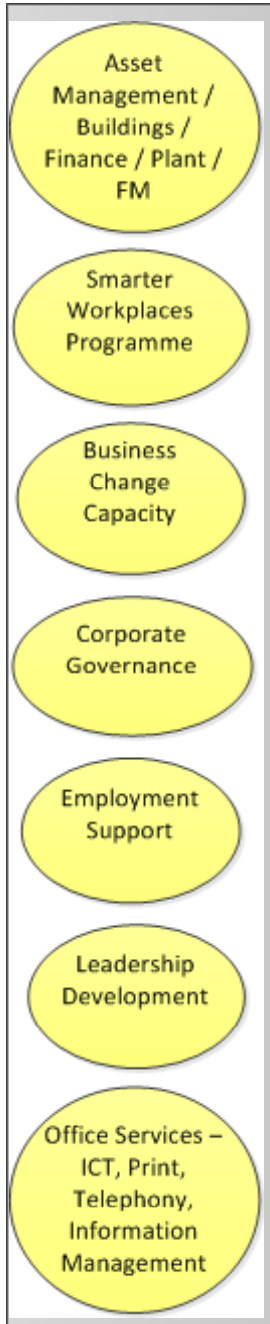 Asset
Management /
Buildings /
Finance / Plant /
FM
Smarter
Workplaces
Programme
Business
Change
Capacity
Corporate
Governance
Employment
Support
Leadership
Development
Office Services –
ICT, Print,
Telephony,
Information
Management